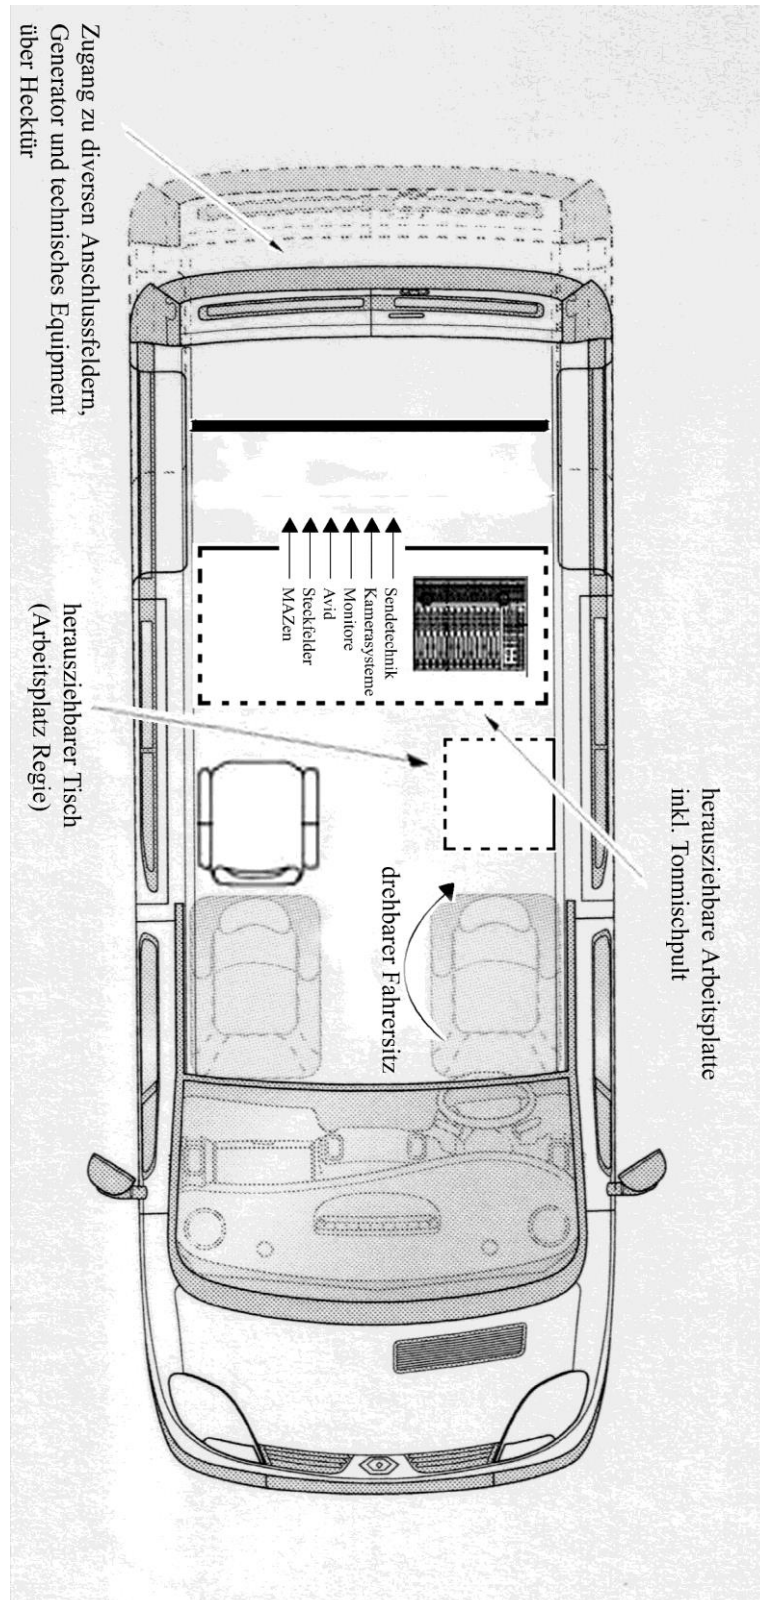 Zugang zu diversen Anschlussfeldern,
Generator und technisches Equipment
über Hecktür
herausziehbare Arbeitsplatte
inkl. Tonmischpult
Sendetechnik
Kamerasysteme
Monitore
Avid
Steckfelder
MAZen
herausziehbarer Tisch
(Arbeitsplatz Regie)
drehbarer Fahrersitz